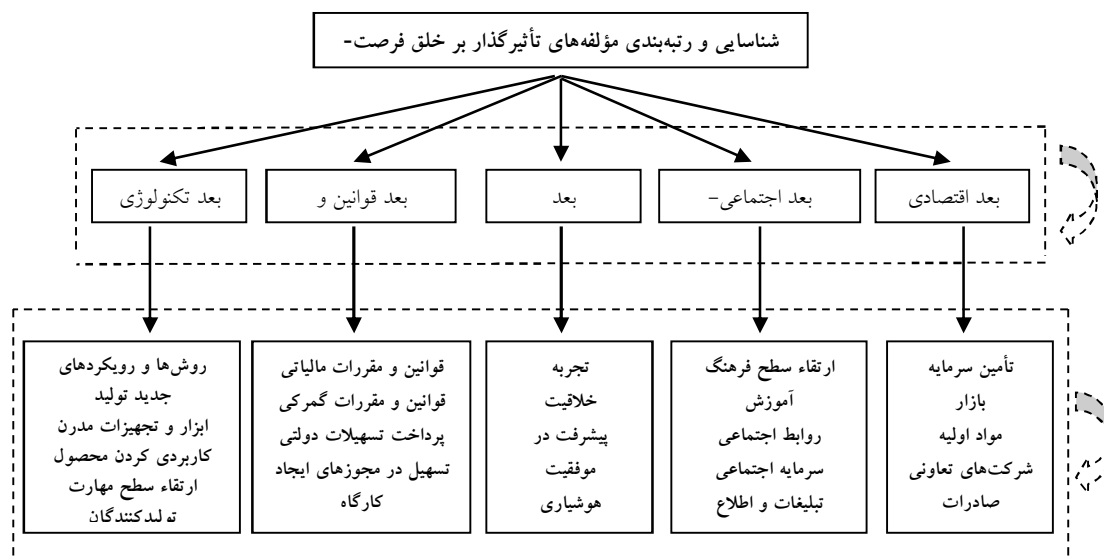 شناسایی و رتبه‌بندی مؤلفه‌های تأثیرگذار بر خلق فرصت-
بعد اقتصادی
بعد اجتماعی-
بعد
بعد قوانین و
بعد تکنولوژی
تأمین سرمایه
بازار
مواد اولیه
شرکت‌های تعاونی
صادرات
ارتقاء سطح فرهنگ
آموزش
روابط اجتماعی
سرمایه اجتماعی
تبلیغات و اطلاع
تجربه
خلاقیت
پیشرفت در
موفقیت
هوشیاری
قوانین و مقررات مالیاتی
قوانین و مقررات گمرکی
پرداخت تسهیلات دولتی
تسهیل در مجوزهای ایجاد
کارگاه
روش‌ها و رویکردهای
جدید تولید
ابزار و تجهیزات مدرن
کاربردی کردن محصول
ارتقاء سطح مهارت
تولیدکنندگان